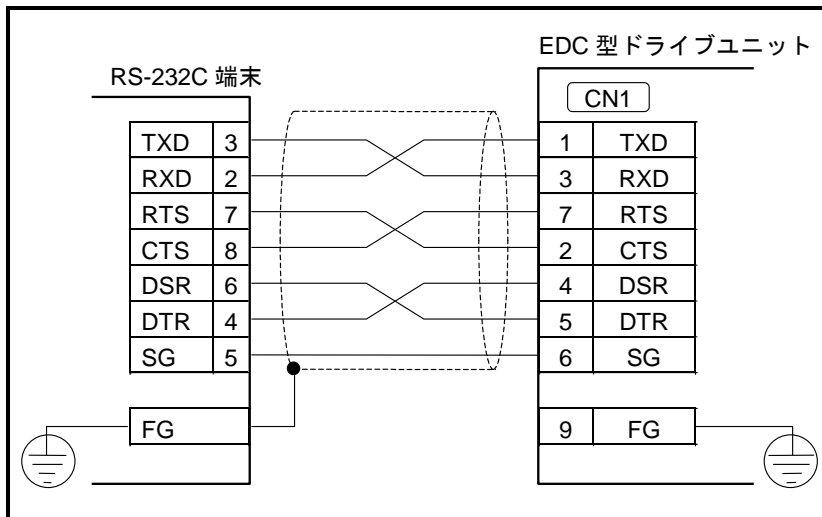 EDC 型ドライブユニット
RS-232C 端末
CN1
TXD 3 1 TXD
RXD 2 3 RXD
RTS 7 7 RTS
CTS 8 2 CTS
DSR 6 4 DSR
DTR 4 5 DTR
SG 5 6 SG
FG 9 FG